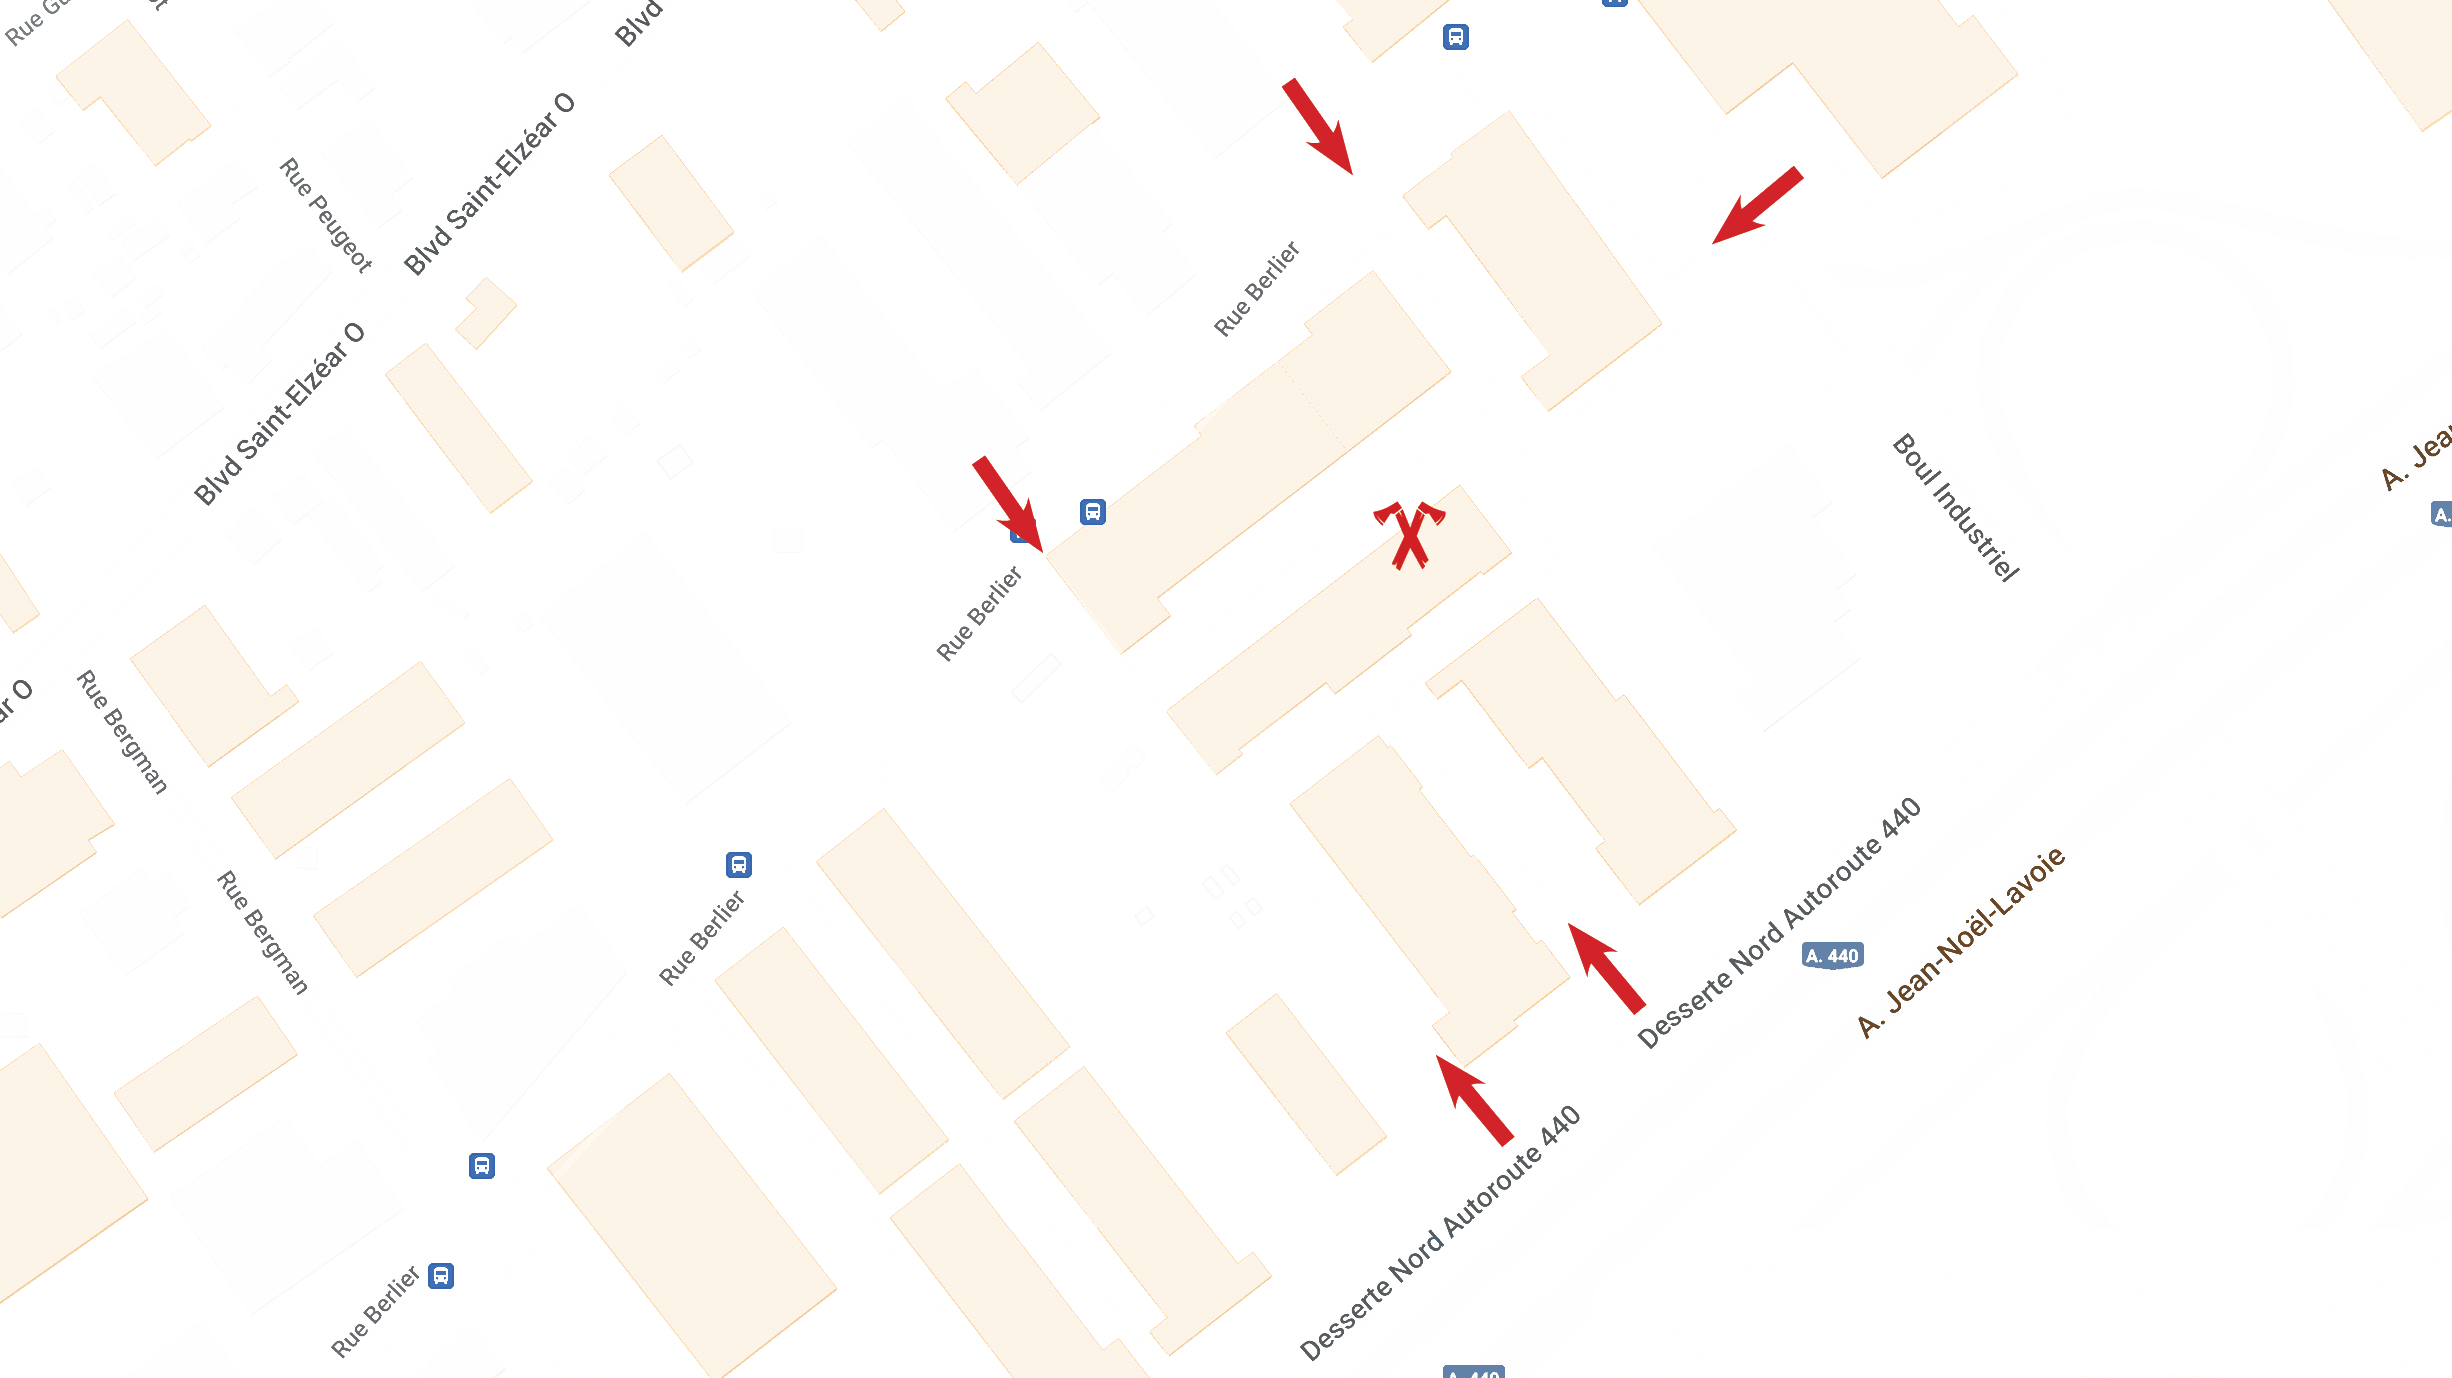 Blvd
Blvd Saint-Elzéar O
Rue Peugeot
Rue Berlier
Blvd Saint-Elzéar O
Boul Industriel
A.
Rue Berlier
Rue Bergman
Desserte Nord Autoroute 440
A. Jean-Noël-Lavoie
A. 440
Rue Berlier
Rue Bergman
Desserte Nord Autoroute 440
Rue Berlier